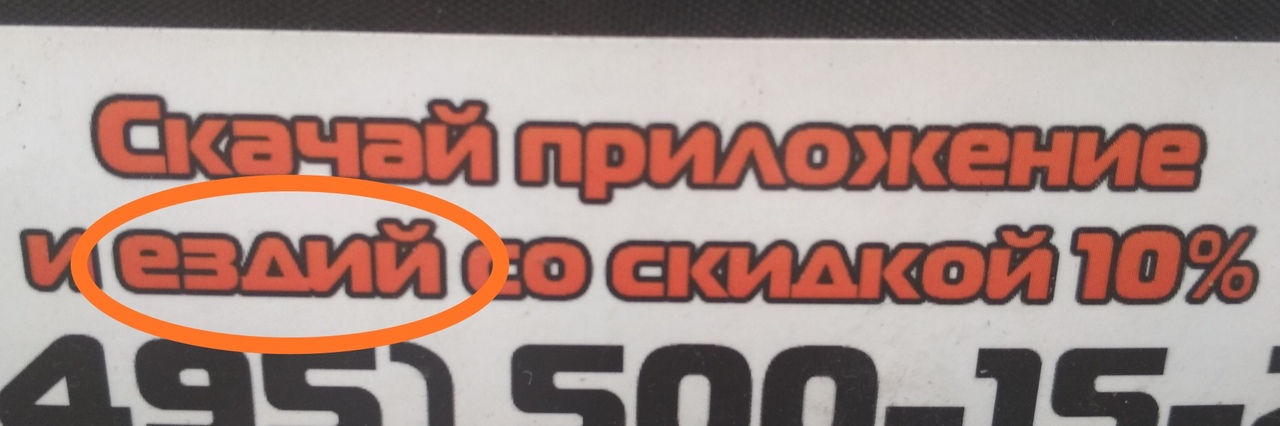 Скачай приложение
и ездий со скидкой 10%
495) 500-15-